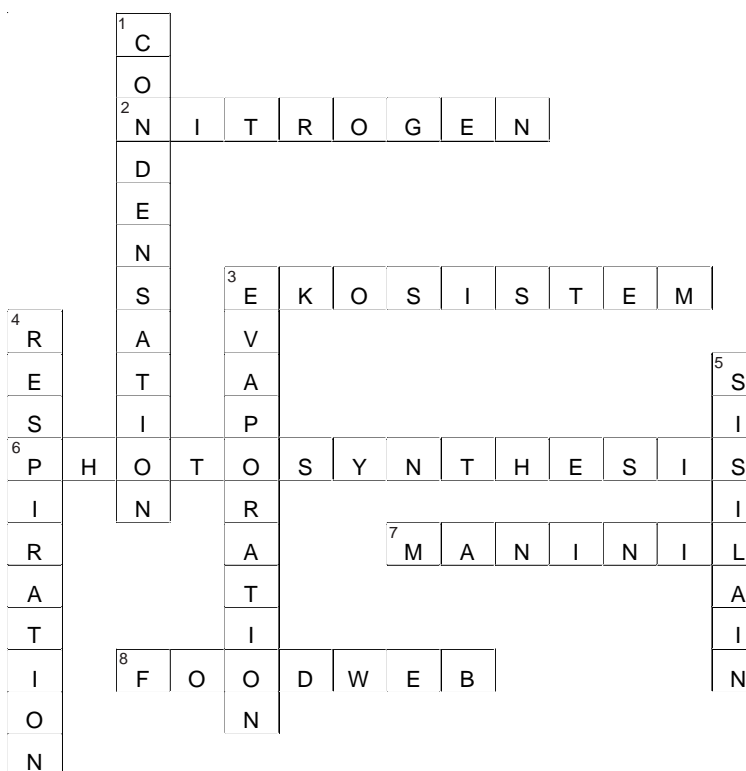 1 C
O
2 N I T R O G E N
D
E
N
S 3 E K O S I S T E M
4 R A V
E T A 5 S
S I P I
6 P H O T O S Y N T H E S I S
I N R I
R A 7 M A N I N I L
A T A
T I I
I 8 F O O D W E B N
O N
N